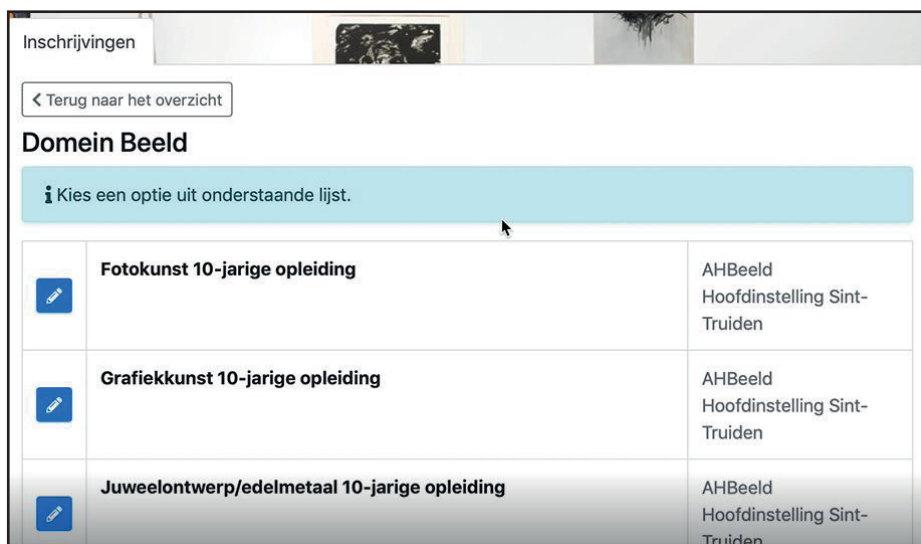 Inschrijvingen
Terug naar het overzicht
Domein Beeld
Kies een optie uit onderstaande lijst.
Fotokunst 10-jarige opleiding
AHBeeld
Hoofdinstelling Sint-
Truiden
Grafiekkunst 10-jarige opleiding
AHBeeld
Hoofdinstelling Sint-
Truiden
Juweelontwerp/edelmetaal 10-jarige opleiding
AHBeeld
Hoofdinstelling Sint-
Truiden